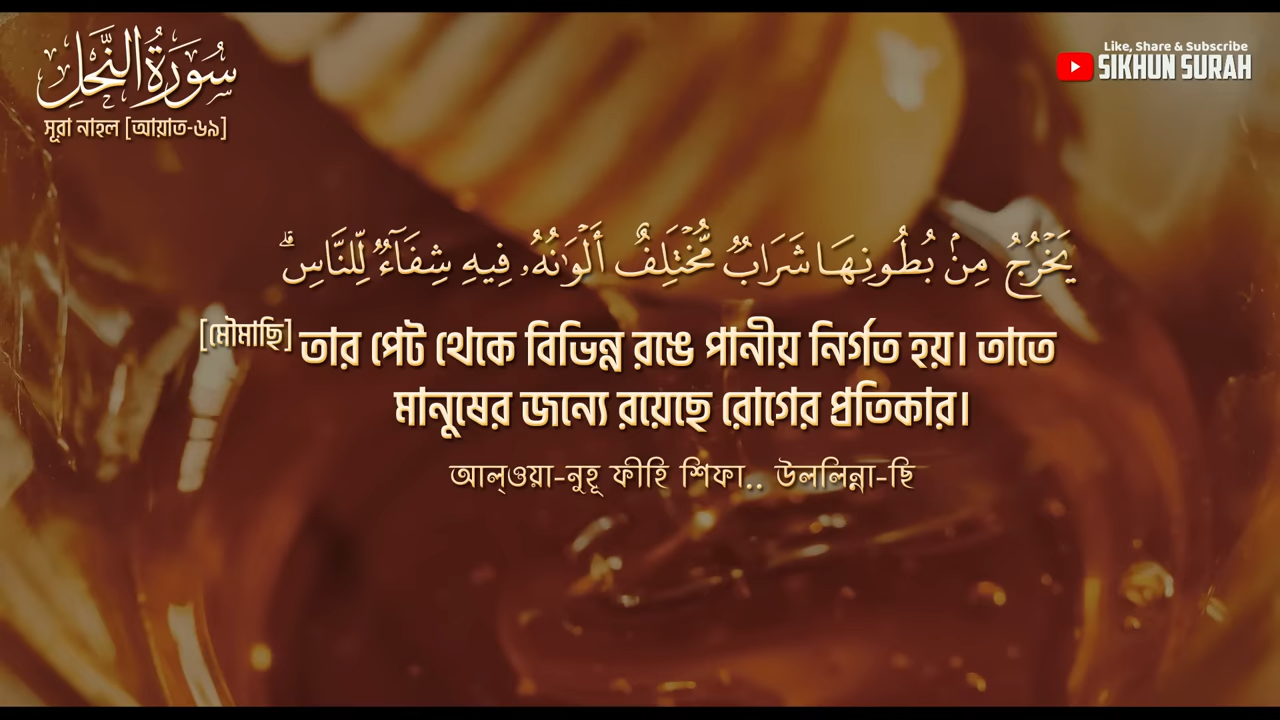 سُورَةُ النَّحْلِ
সূরা নাহল [আয়াত-৬৯]
Like, Share & Subscribe
SIKHUN SURAH
يَخْرُجُ مِنۢ بُطُونِهَا شَرَابٌ مُّخْتَلِفٌ أَلْوَٰنُهُۥ فِيهِ شِفَآءٌ لِّلنَّاسِ ۗ
[মৌমাছি] তার পেট থেকে বিভিন্ন রঙে পানীয় নির্গত হয়। তাতে
মানুষের জন্যে রয়েছে রোগের প্রতিকার।
আল্ওয়া-নুহূ ফীহি শিফা.. উললিন্না-ছি